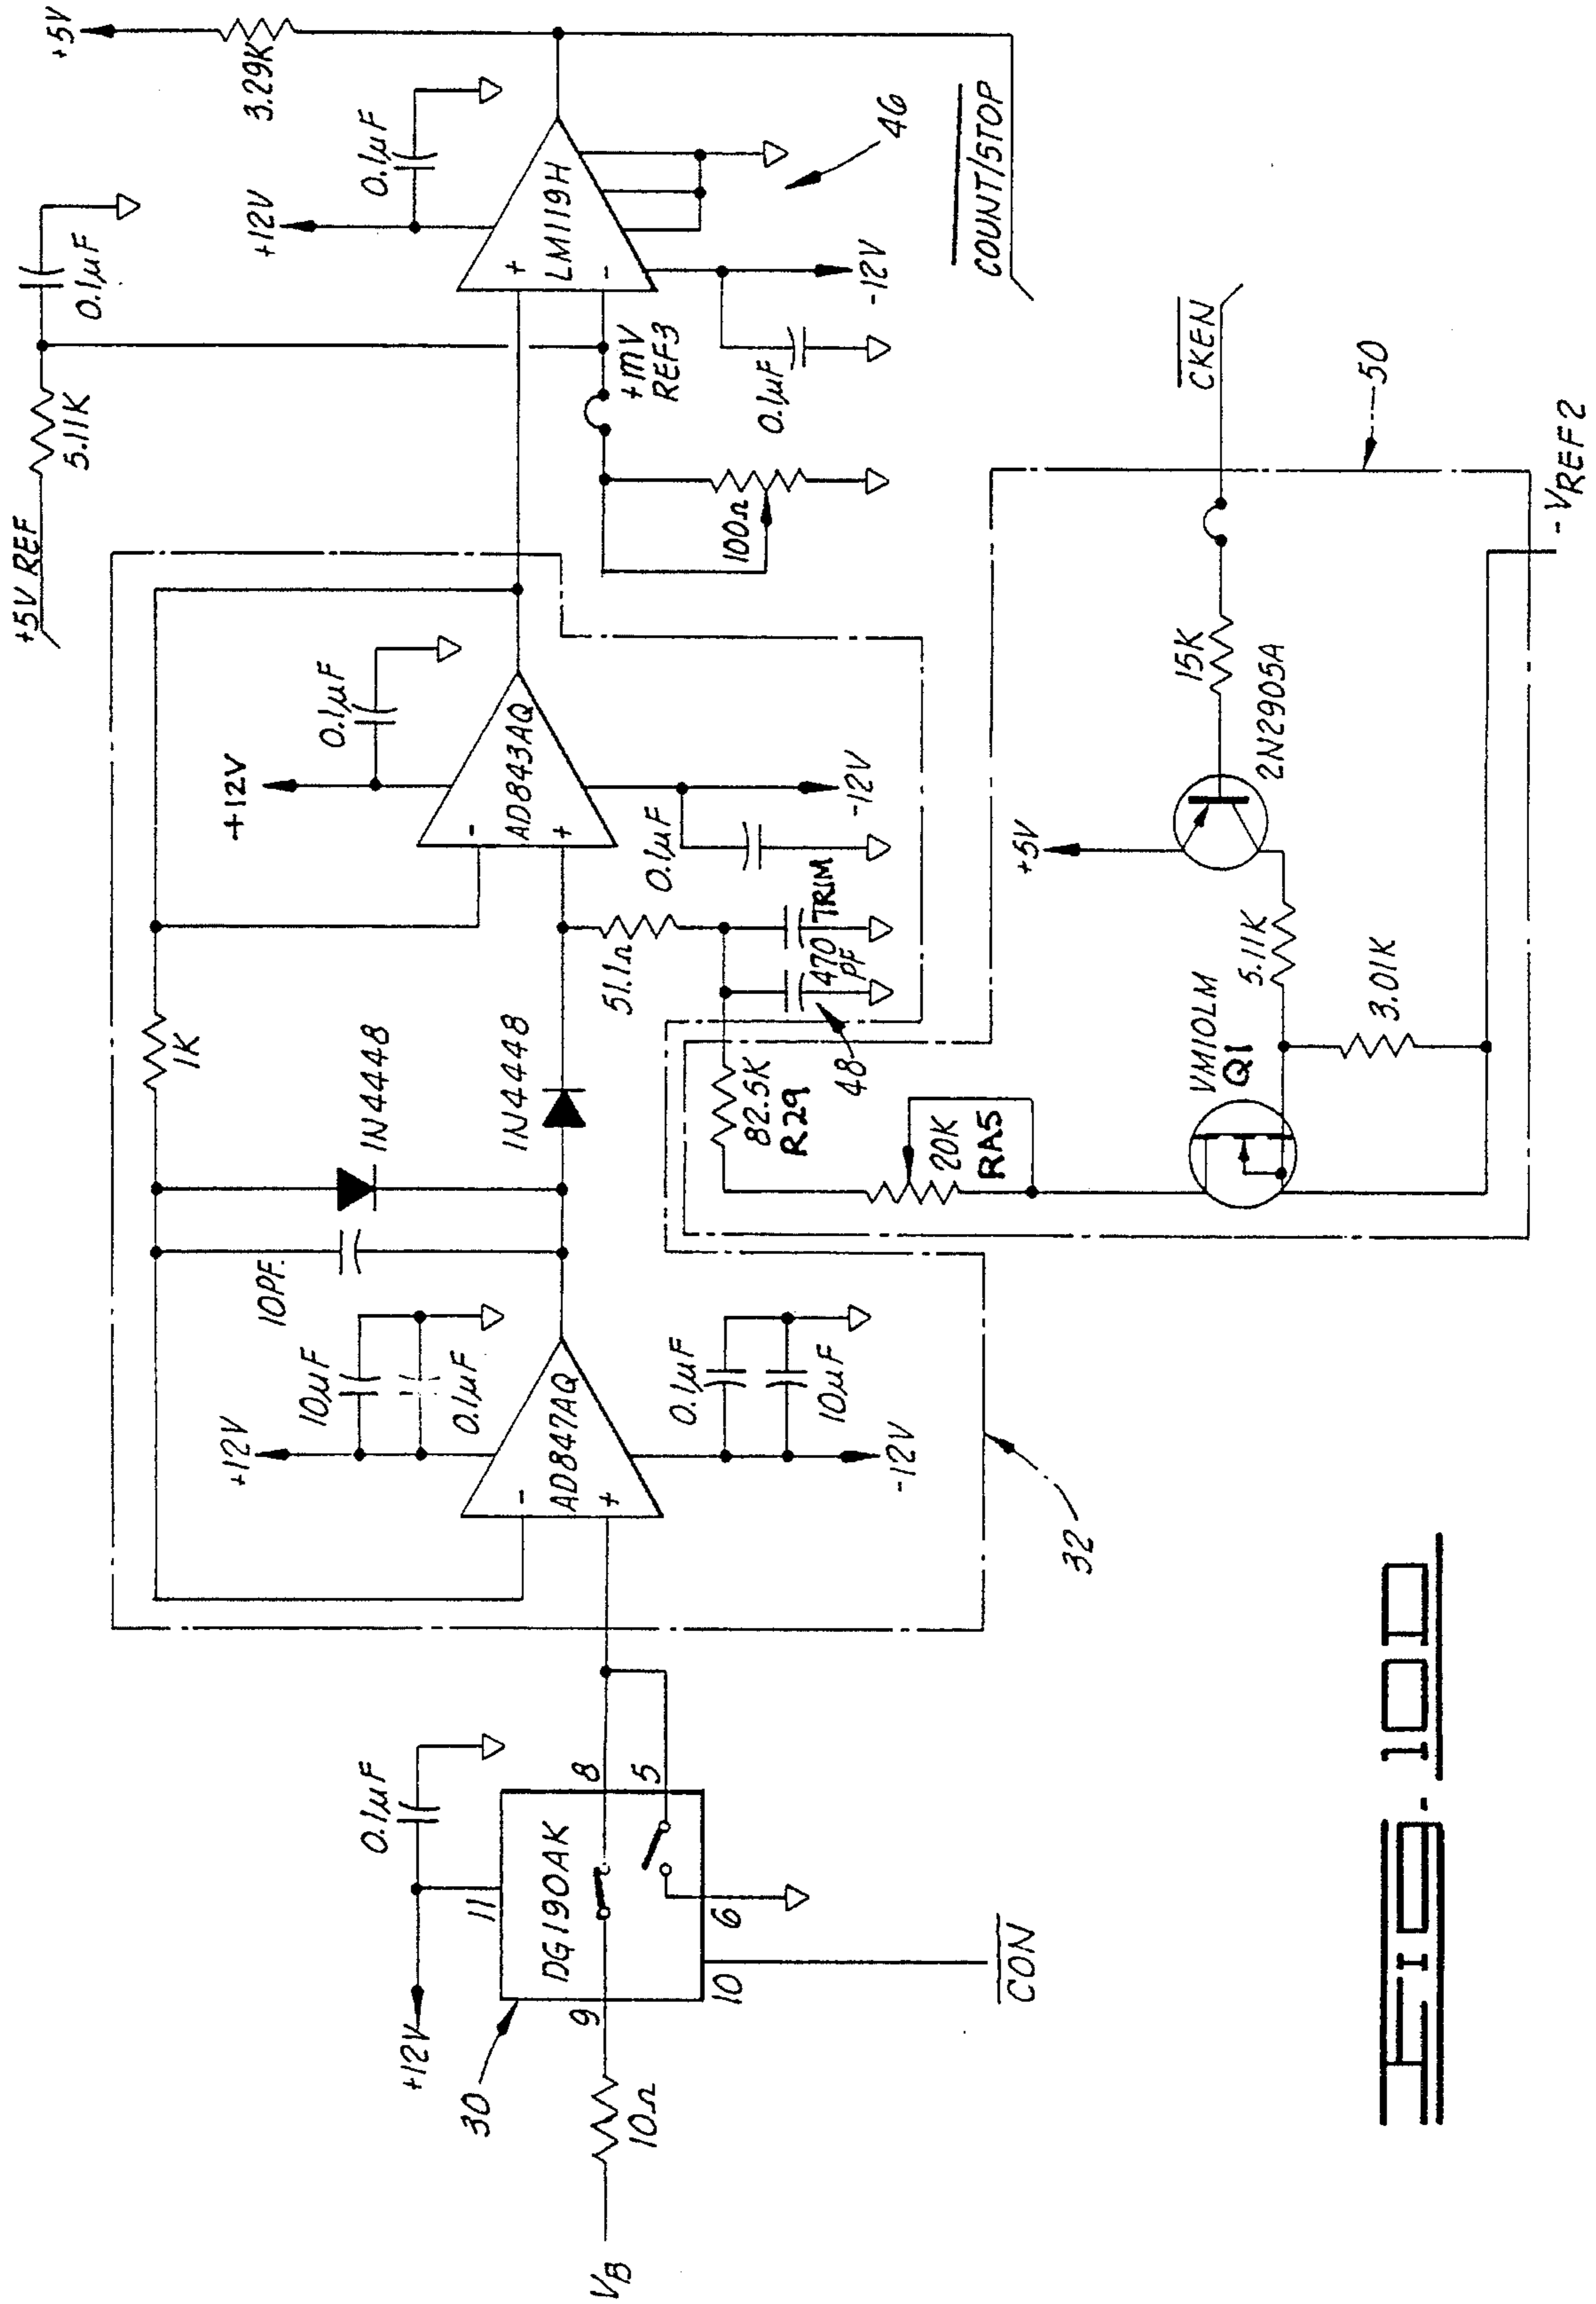 +5V REF
5.11K
0.1µF
+12V
0.1µF
+5V
3.29K
+
LM119H
-
+mV
REF3
100Ω
0.1µF
-12V
46
COUNT/STOP
1K
+12V
0.1µF
-
AD843AQ
+
0.1µF
-12V
1N4448
1N4448
10PF.
51.1Ω
470
PF
TRIM
48
+12V
10µF
0.1µF
-
AD847AQ
+
0.1µF
10µF
-12V
32
82.5K
R29
20K
RA5
VM10LM
Q1
5.11K
3.01K
+5V
2N2905A
15K
CKEN
50
-VREF2
+12V
0.1µF
11
DG190AK
8
5
9
10
6
30
10Ω
VB
CON
FIG-10D